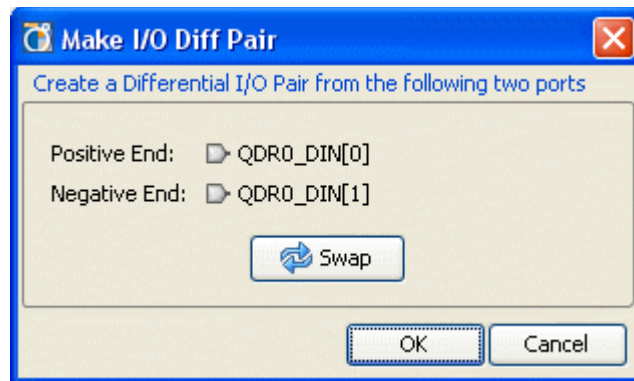 Make I/O Diff Pair
Create a Differential I/O Pair from the following two ports
Positive End: QDR0_DIN[0]
Negative End: QDR0_DIN[1]
Swap
OK Cancel